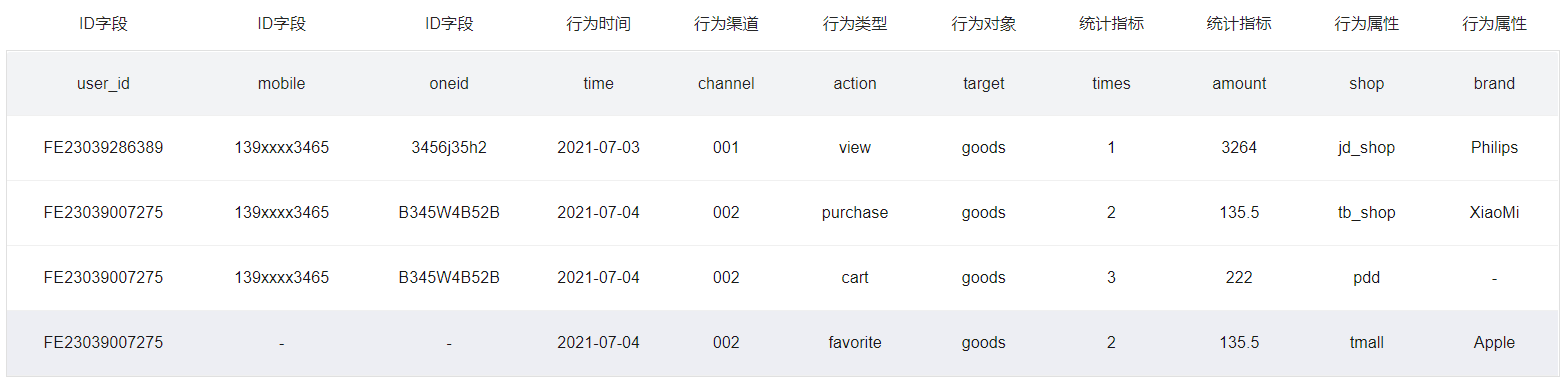 ID字段 ID字段 ID字段 行为时间 行为渠道 行为类型 行为对象 统计指标 统计指标 行为属性 行为属性
user_id mobile oneid time channel action target times amount shop brand
FE23039286389 139xxxx3465 3456j35h2 2021-07-03 001 view goods 1 3264 jd_shop Philips
FE23039007275 139xxxx3465 B345W4B52B 2021-07-04 002 purchase goods 2 135.5 tb_shop XiaoMi
FE23039007275 139xxxx3465 B345W4B52B 2021-07-04 002 cart goods 3 222 pdd -
FE23039007275 - - 2021-07-04 002 favorite goods 2 135.5 tmall Apple